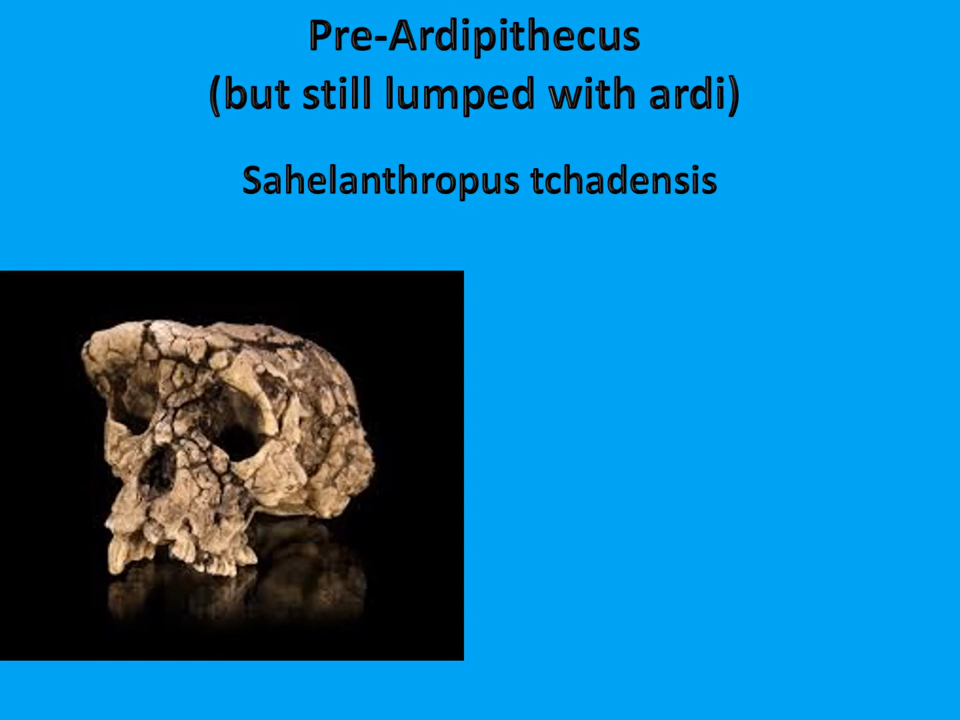 Pre-Ardipithecus
(but still lumped with ardi)
Sahelanthropus tchadensis